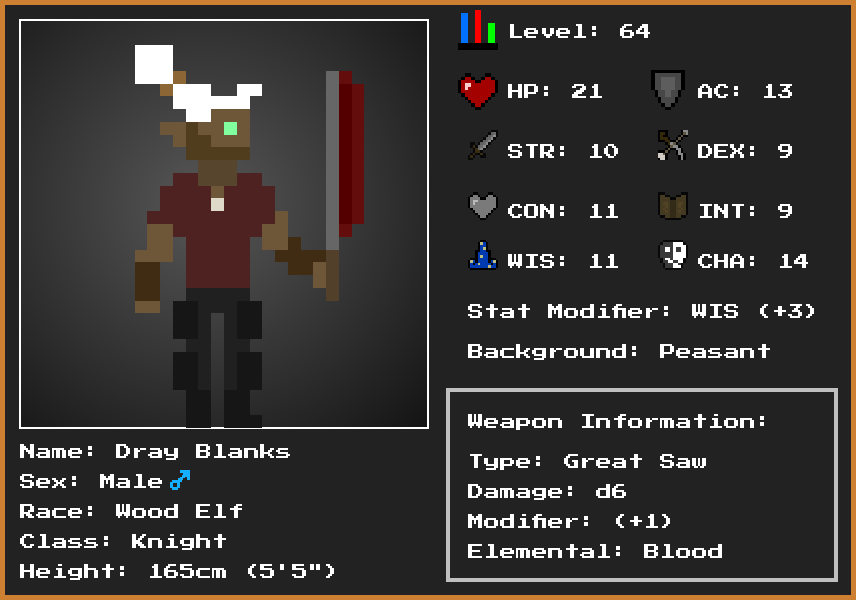 Level: 64
HP: 21
AC: 13
STR: 10
DEX: 9
CON: 11
INT: 9
WIS: 11
CHA: 14
Stat Modifier: WIS (+3)
Background: Peasant
Weapon Information:
Type: Great Saw
Damage: d6
Modifier: (+1)
Elemental: Blood
Name: Dray Blanks
Sex: Male ♂
Race: Wood Elf
Class: Knight
Height: 165cm (5'5")